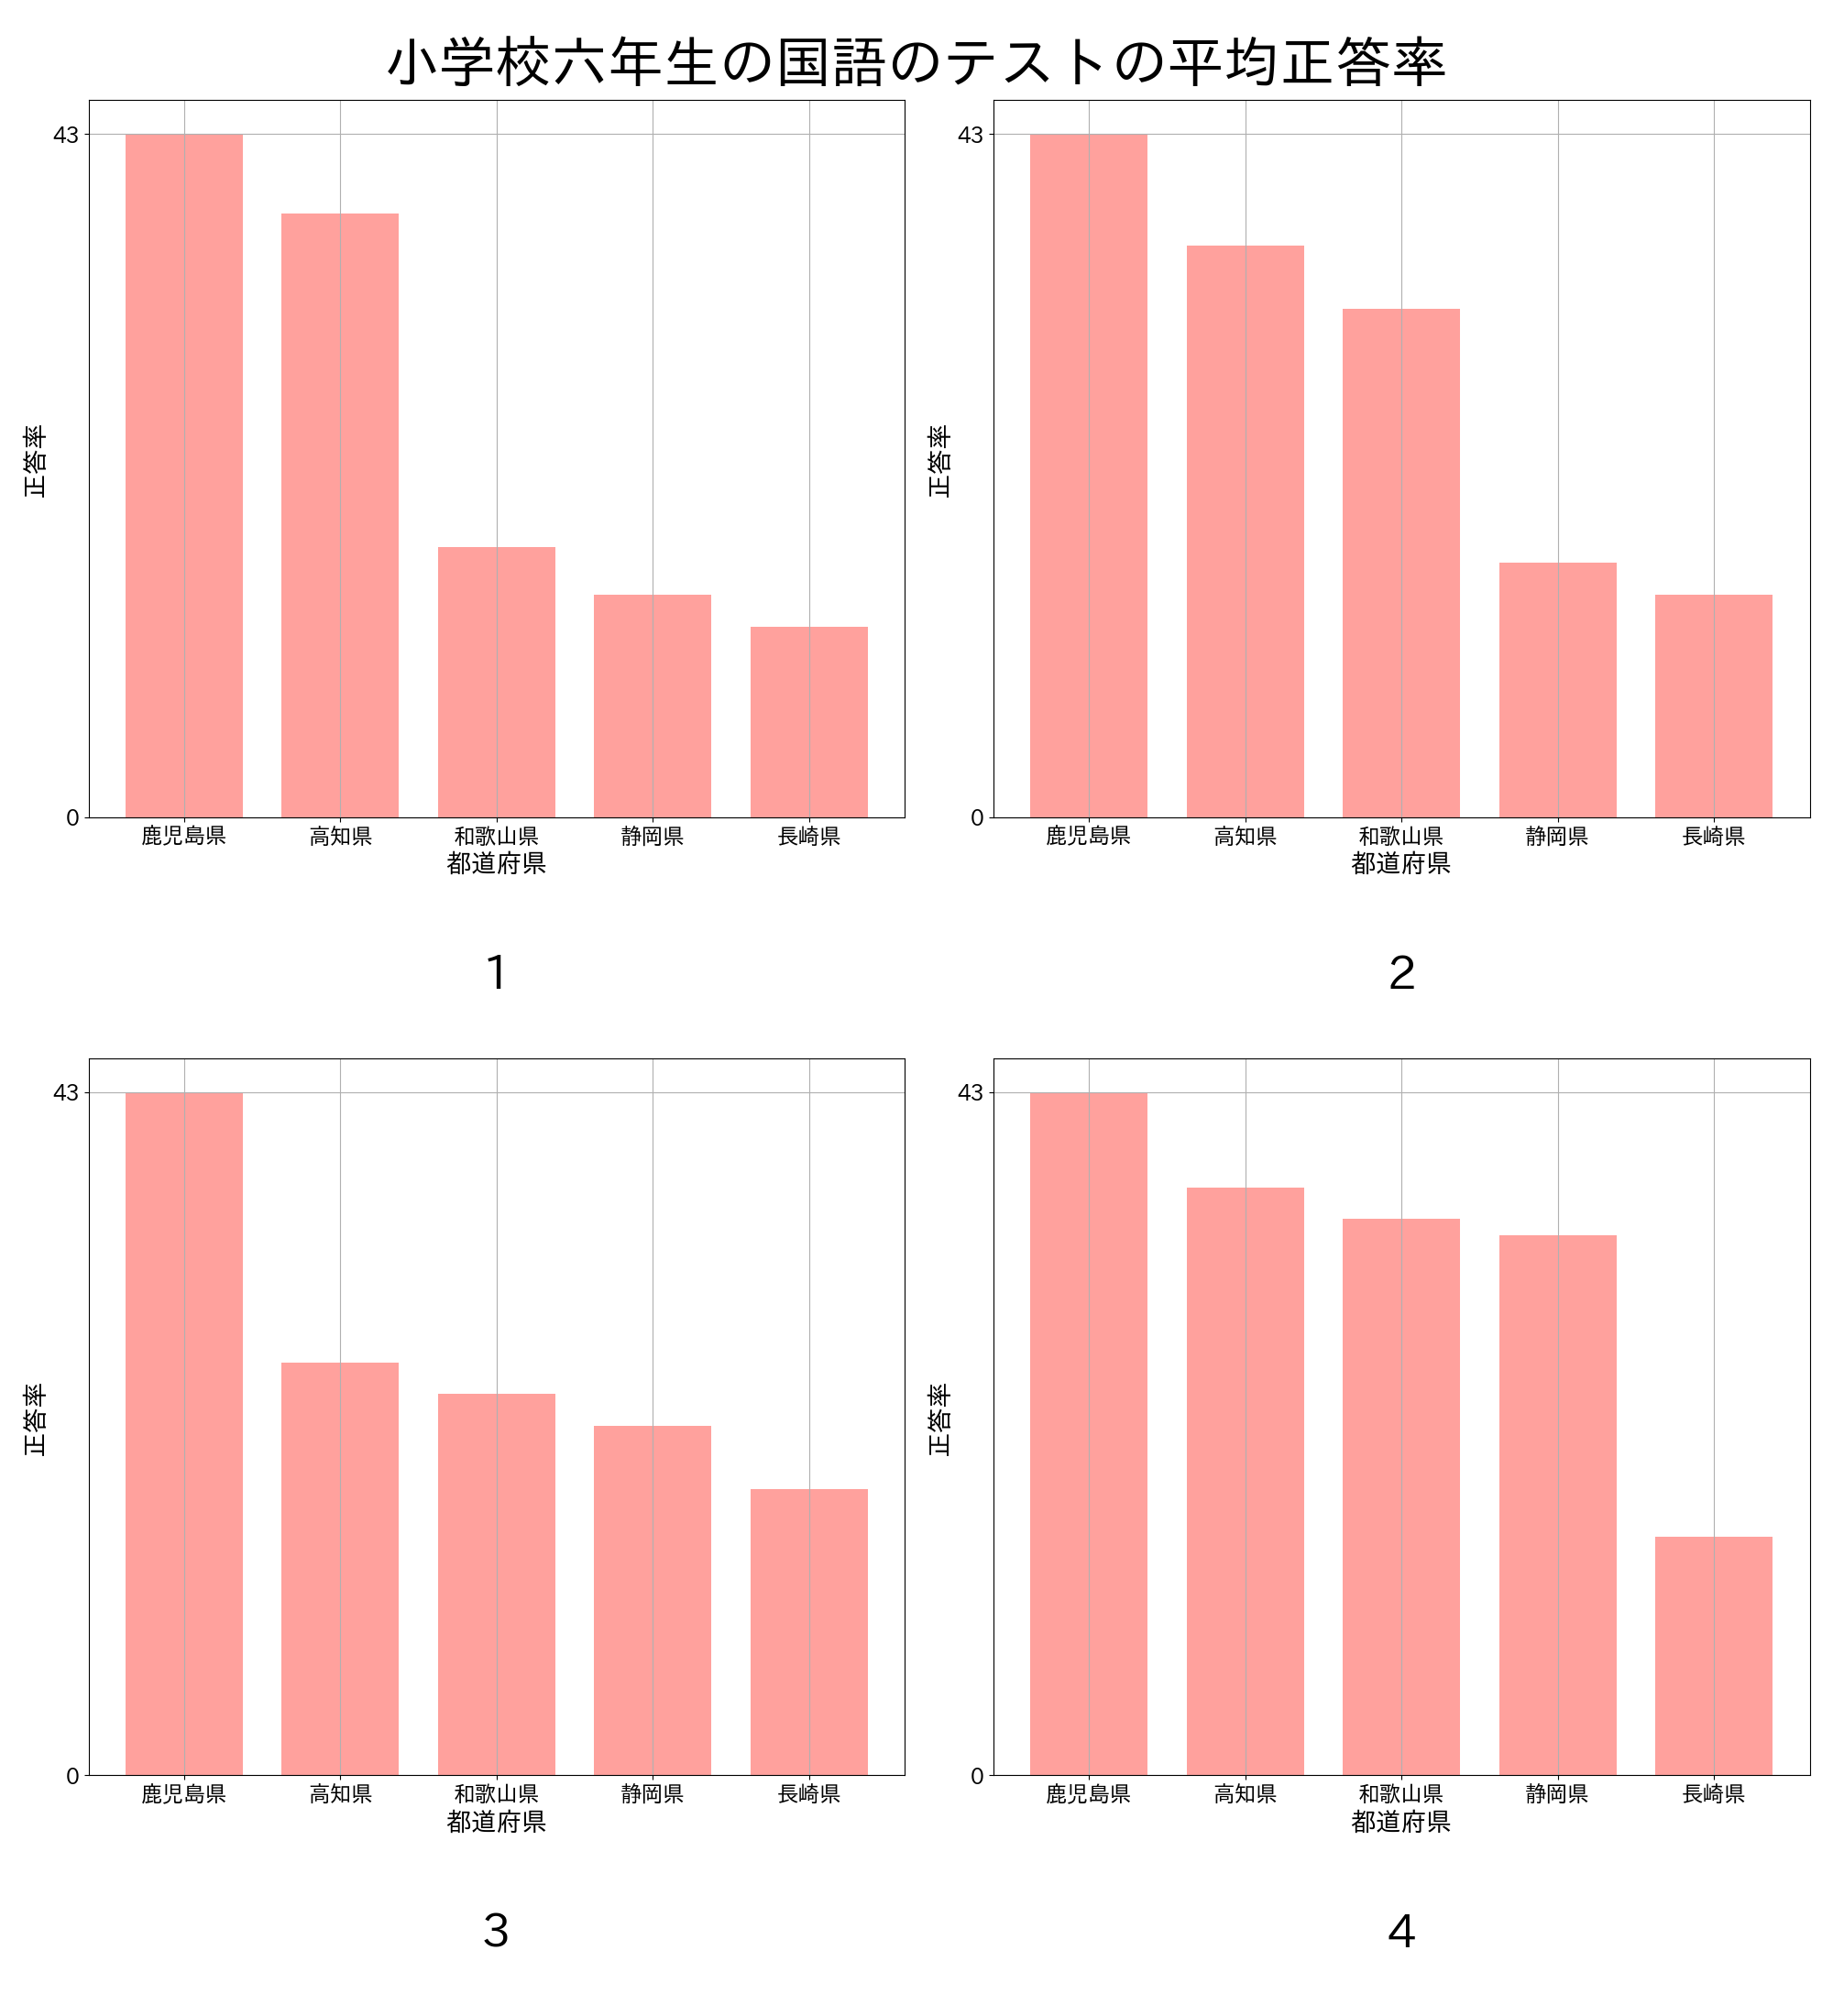 小学校六年生の国語のテストの平均正答率
43
正答率
0
鹿児島県 高知県 和歌山県 静岡県 長崎県
都道府県
1
43
正答率
0
鹿児島県 高知県 和歌山県 静岡県 長崎県
都道府県
2
43
正答率
0
鹿児島県 高知県 和歌山県 静岡県 長崎県
都道府県
3
43
正答率
0
鹿児島県 高知県 和歌山県 静岡県 長崎県
都道府県
4